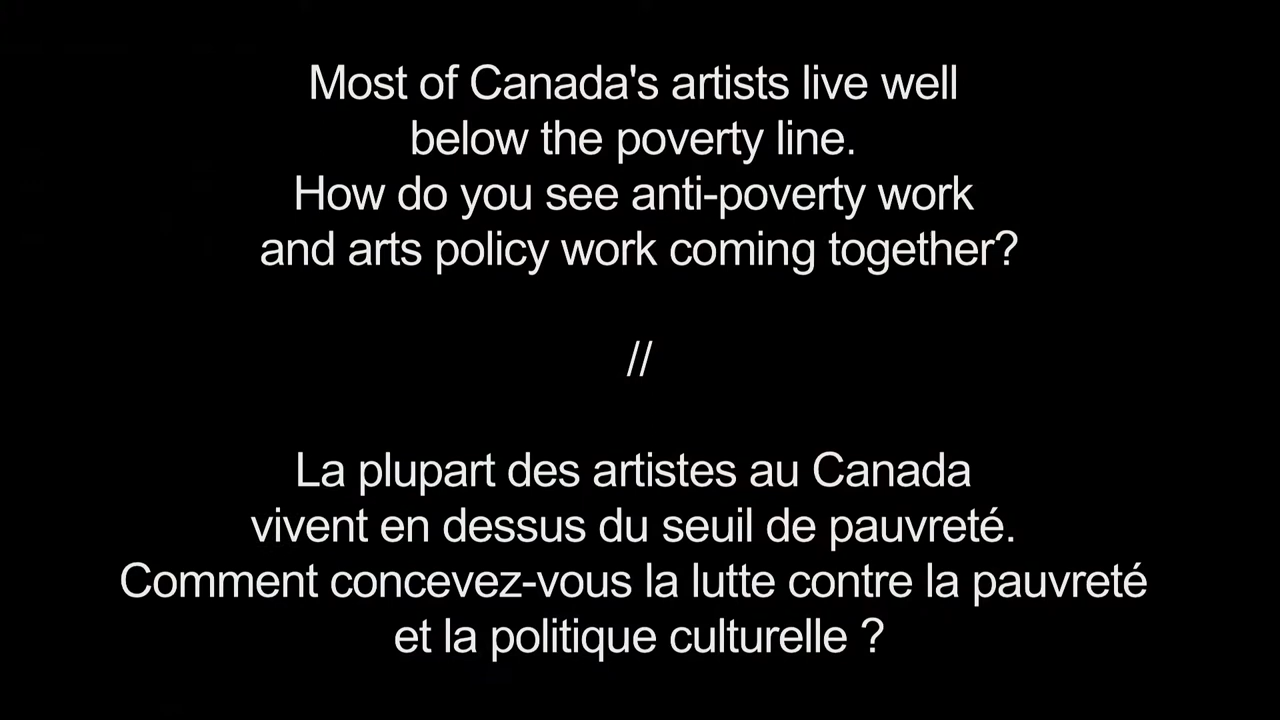 Most of Canada's artists live well
below the poverty line.
How do you see anti-poverty work
and arts policy work coming together?
//
La plupart des artistes au Canada
vivent en dessus du seuil de pauvreté.
Comment concevez-vous la lutte contre la pauvreté
et la politique culturelle ?